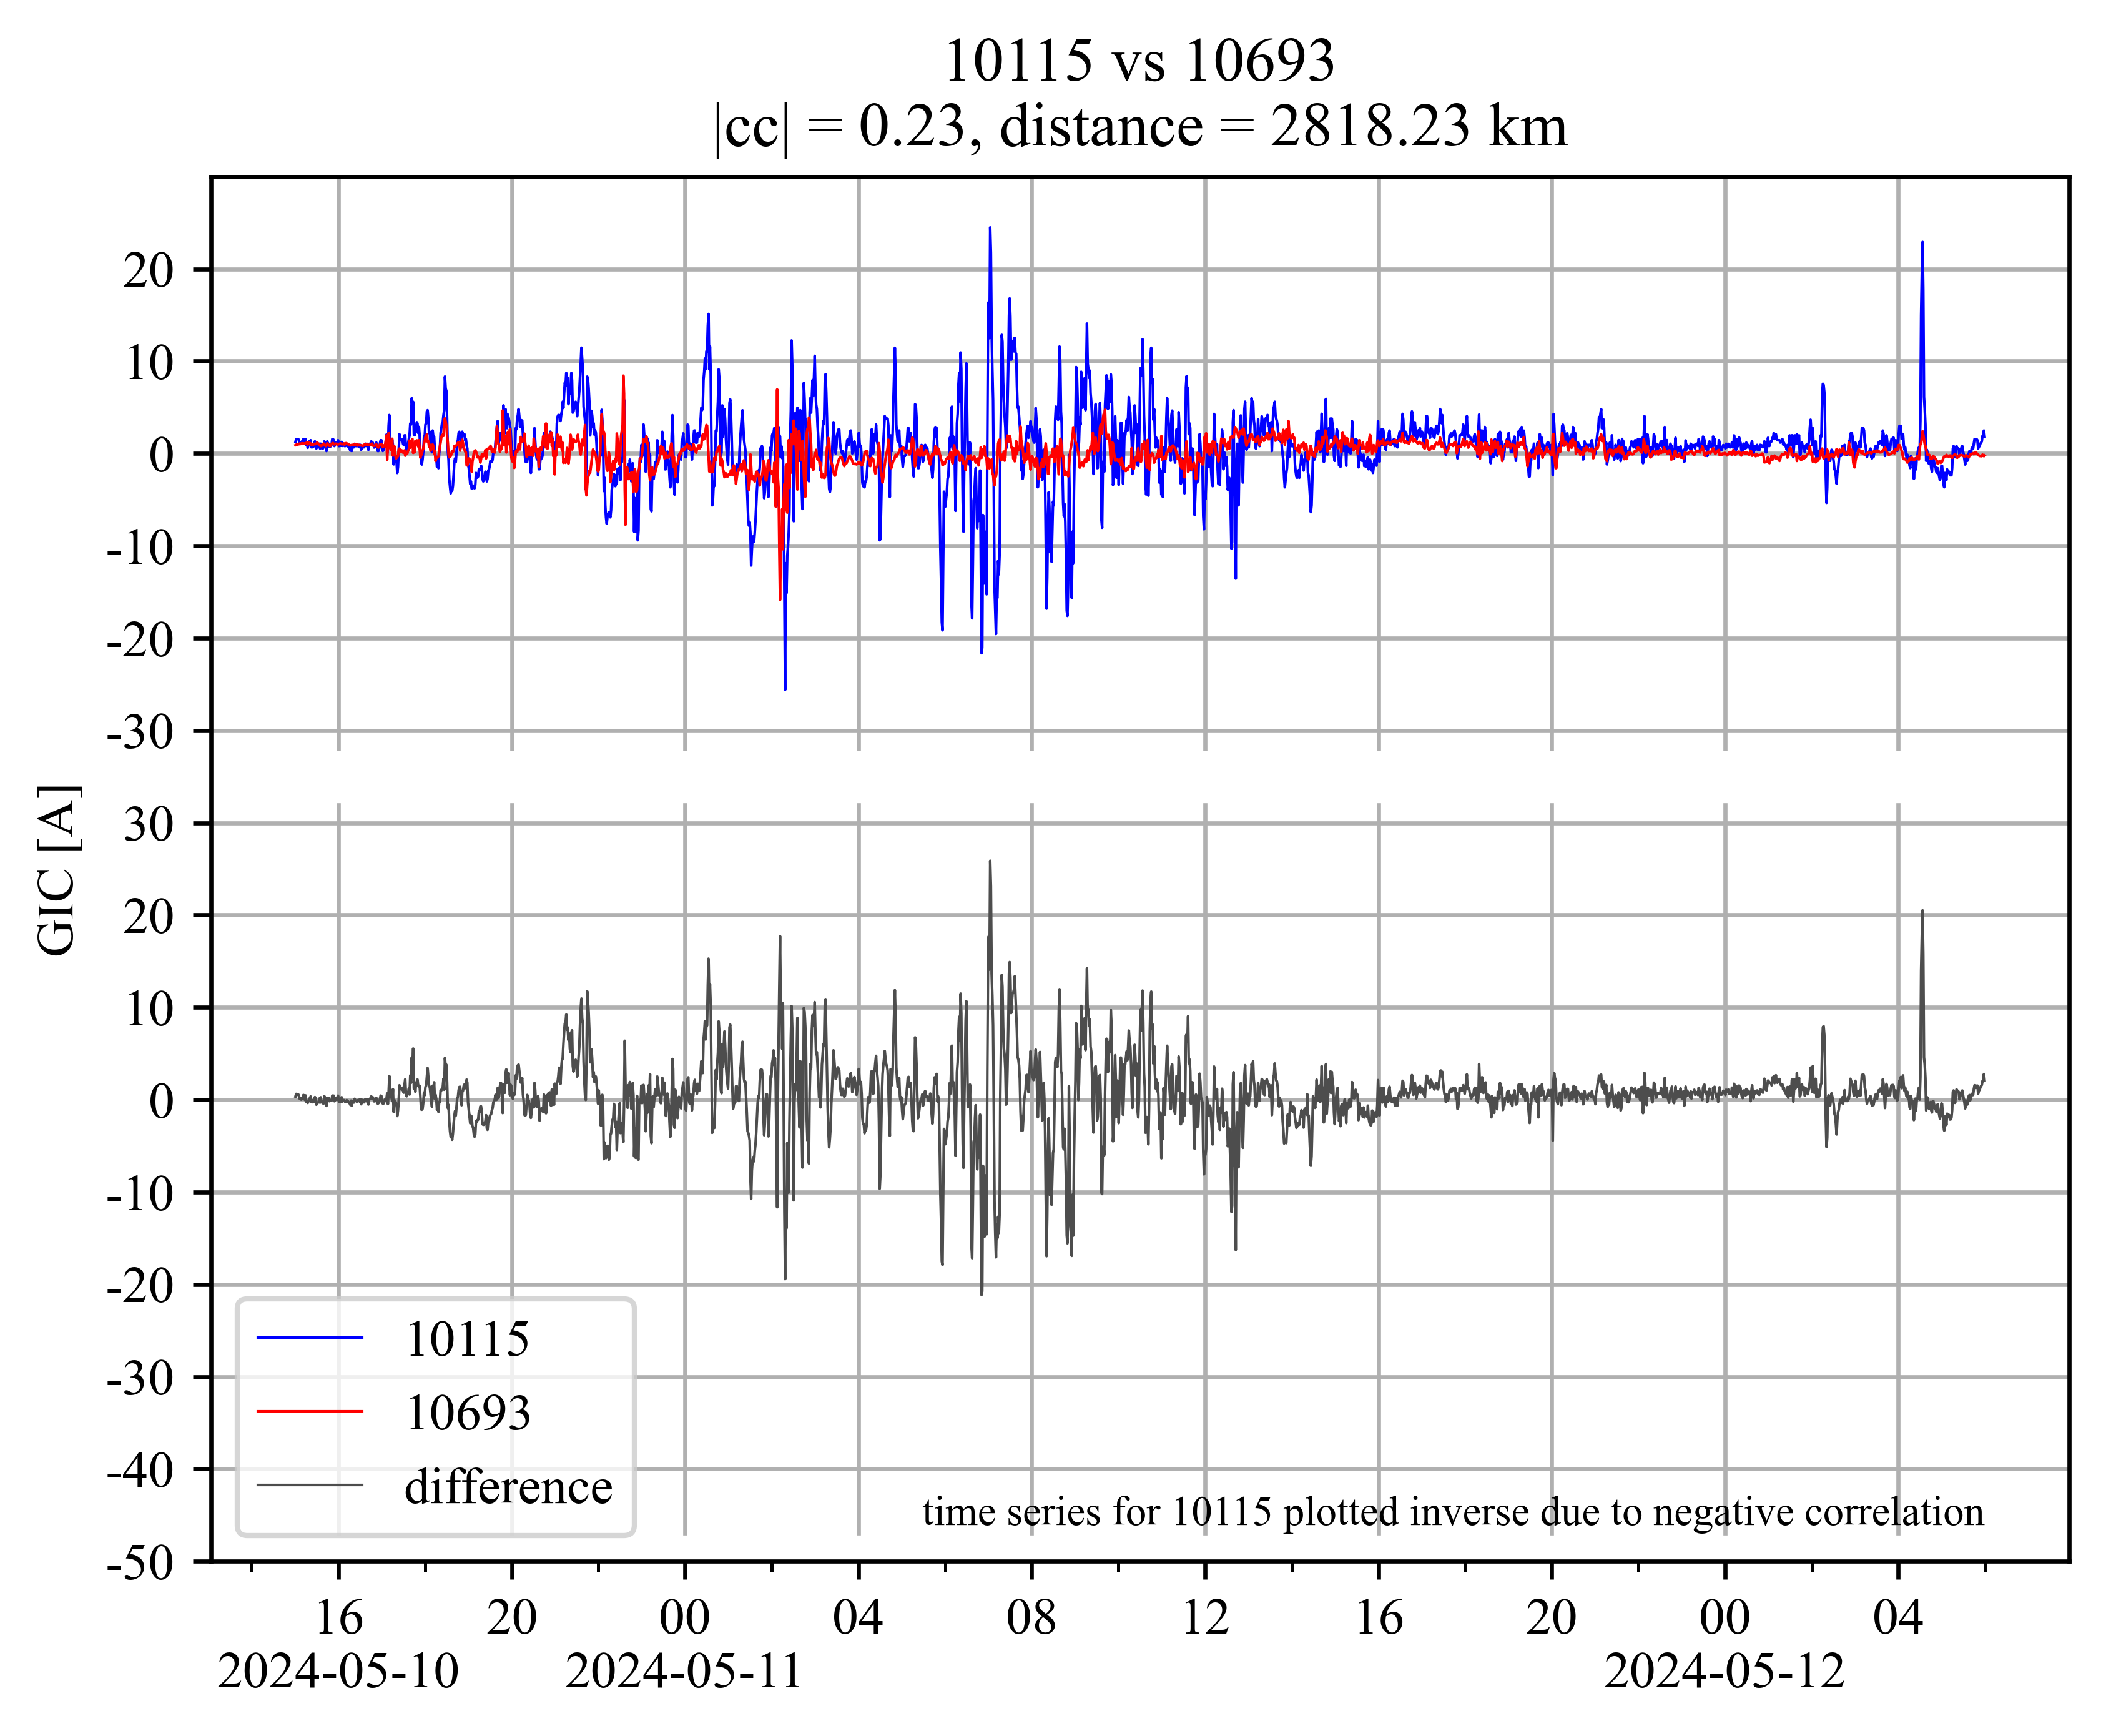 10115 vs 10693
|cc| = 0.23, distance = 2818.23 km
20
10
0
-10
-20
-30
30
20
10
0
-10
-20
-30
-40
-50
GIC [A]
10115
10693
difference
time series for 10115 plotted inverse due to negative correlation
16 20 00 04 08 12 16 20 00 04
2024-05-10 2024-05-11 2024-05-12